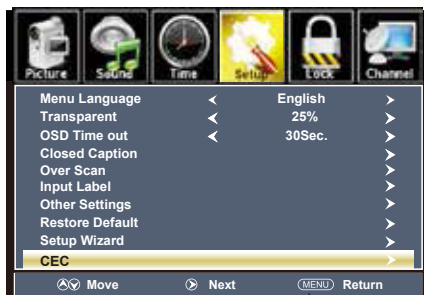 Picture Sound Time Setup Lock Channel
Menu Language English
Transparent 25%
OSD Time out 30Sec.
Closed Caption
Over Scan
Input Label
Other Settings
Restore Default
Setup Wizard
CEC
Move Next MENU Return